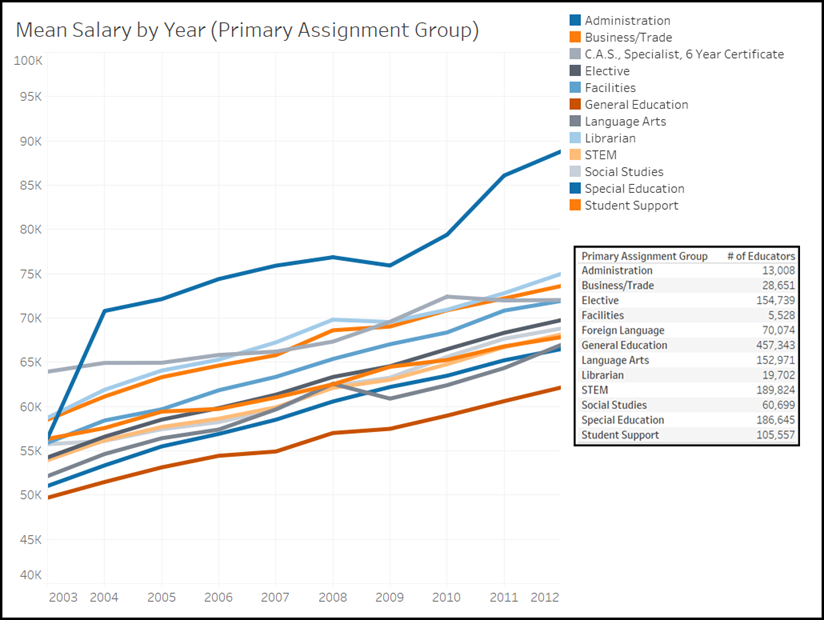 Mean Salary by Year (Primary Assignment Group)
100K
95K
90K
85K
80K
75K
70K
65K
60K
55K
50K
45K
40K
2003 2004 2005 2006 2007 2008 2009 2010 2011 2012
Administration
Business/Trade
C.A.S., Specialist, 6 Year Certificate
Elective
Facilities
General Education
Language Arts
Librarian
STEM
Social Studies
Special Education
Student Support
Primary Assignment Group # of Educators
Administration 13,008
Business/Trade 28,651
Elective 154,739
Facilities 5,528
Foreign Language 70,074
General Education 457,343
Language Arts 152,971
Librarian 19,702
STEM 189,824
Social Studies 60,699
Special Education 186,645
Student Support 105,557